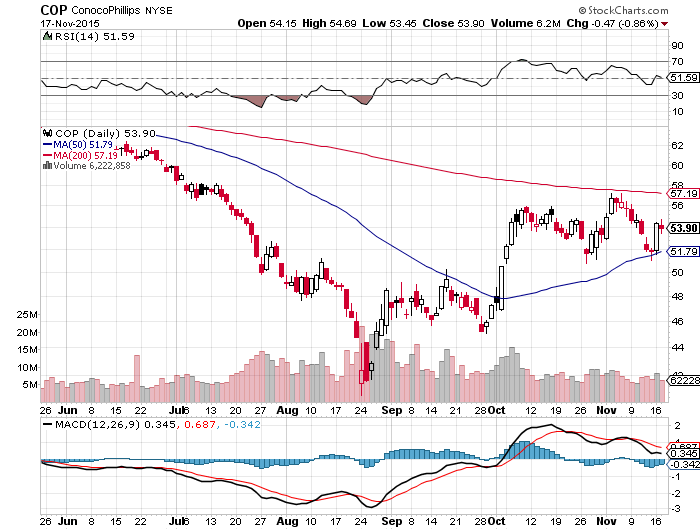 COP ConocoPhillips NYSE © StockCharts.com
17-Nov-2015 Open 54.15 High 54.69 Low 53.45 Close 53.90 Volume 6.2M Chg -0.47 (-0.86%)
RSI(14) 51.59
90
70
51.59
30
10
COP (Daily) 53.90
MA(50) 51.79
MA(200) 57.19
Volume 6,222,858
62
60
58
57.19
56
53.90
51.79
50
48
46
44
62228
25M
20M
15M
10M
5M
26 Jun 8 15 22 Jul 6 13 20 27 Aug 10 17 24 Sep 8 14 21 28 Oct 12 19 26 Nov 9 16
MACD(12,26,9) 0.345, 0.687, -0.342
2
0.687
0.345
-0.342
-1
-2
-3
26 Jun 8 15 22 Jul 6 13 20 27 Aug 10 17 24 Sep 8 14 21 28 Oct 12 19 26 Nov 9 16